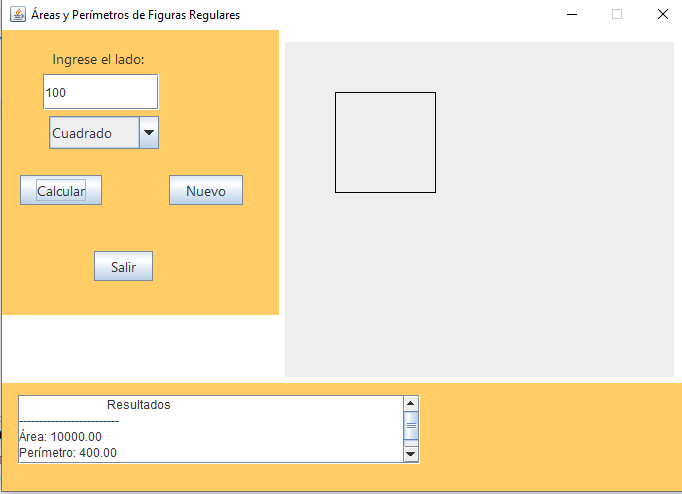 Áreas y Perímetros de Figuras Regulares
Ingrese el lado:
100
Cuadrado
Calcular
Nuevo
Salir
Resultados
-------------------------
Área: 10000.00
Perímetro: 400.00